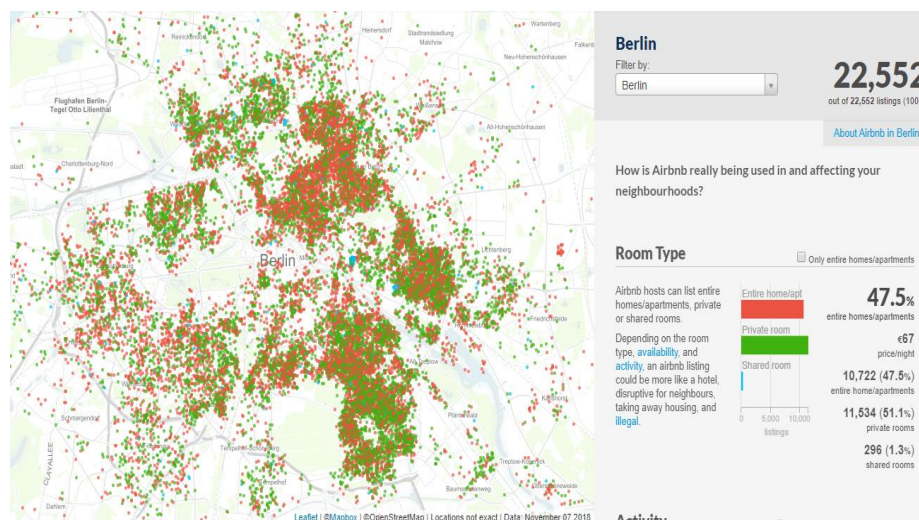 Reinickendorf
Heinersdorf
Stadtrandsiedlung
Malchow
Wartenberg
Neu-Hohenschönhausen
Flughafen Berlin-
Tegel Otto Lilienthal
Alt-Hohenschönhausen
Charlottenburg-Nord
Berlin
Lichtenberg
Friedrichsfelde
Schmargendorf
CLAYALLEE
Dahlem
Tempelhof
Plänterwald
Baumschulenweg
Leaflet | ©Mapbox | ©OpenStreetMap | Locations not exact | Data: November 07 2018
Berlin
Filter by:
Berlin
22,552
out of 22,552 listings (100
About Airbnb in Berlin
How is Airbnb really being used in and affecting your
neighbourhoods?
Room Type
Only entire homes/apartments
Airbnb hosts can list entire
homes/apartments, private
or shared rooms.
Depending on the room
type, availability, and
activity, an airbnb listing
could be more like a hotel,
disruptive for neighbours,
taking away housing, and
illegal.
Entire home/apt
Private room
Shared room
0 5,000 10,000
listings
47.5%
entire homes/apartments
€67
price/night
10,722 (47.5%)
entire home/apartments
11,534 (51.1%)
private rooms
296 (1.3%)
shared rooms
Activity